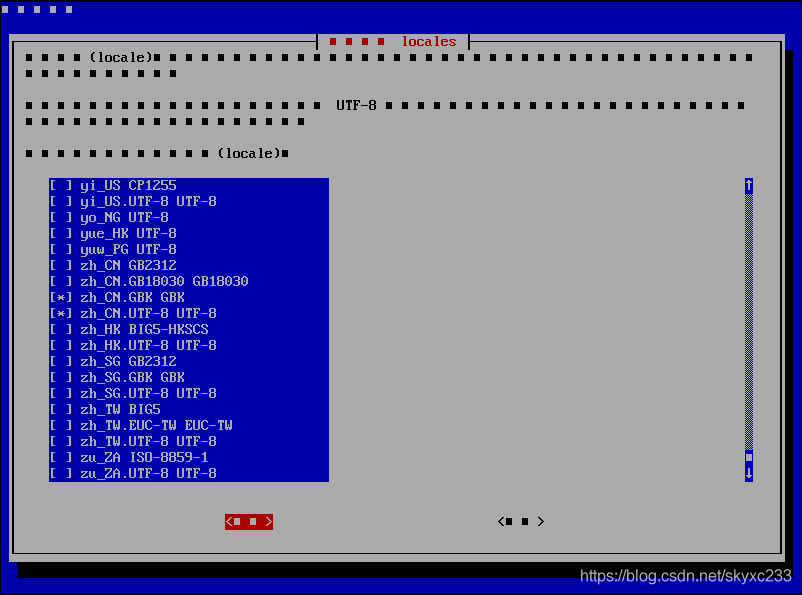 locales
(locale)
UTF-8
(locale)
[ ] yi_US CP1255
[ ] yi_US.UTF-8 UTF-8
[ ] yo_NG UTF-8
[ ] yue_HK UTF-8
[ ] yuw_PG UTF-8
[ ] zh_CN GB2312
[ ] zh_CN.GB18030 GB18030
[*] zh_CN.GBK GBK
[*] zh_CN.UTF-8 UTF-8
[ ] zh_HK BIG5-HKSCS
[ ] zh_HK.UTF-8 UTF-8
[ ] zh_SG GB2312
[ ] zh_SG.GBK GBK
[ ] zh_SG.UTF-8 UTF-8
[ ] zh_TW BIG5
[ ] zh_TW.EUC-TW EUC-TW
[ ] zh_TW.UTF-8 UTF-8
[ ] zu_ZA ISO-8859-1
[ ] zu_ZA.UTF-8 UTF-8
https://blog.csdn.net/skyxc233